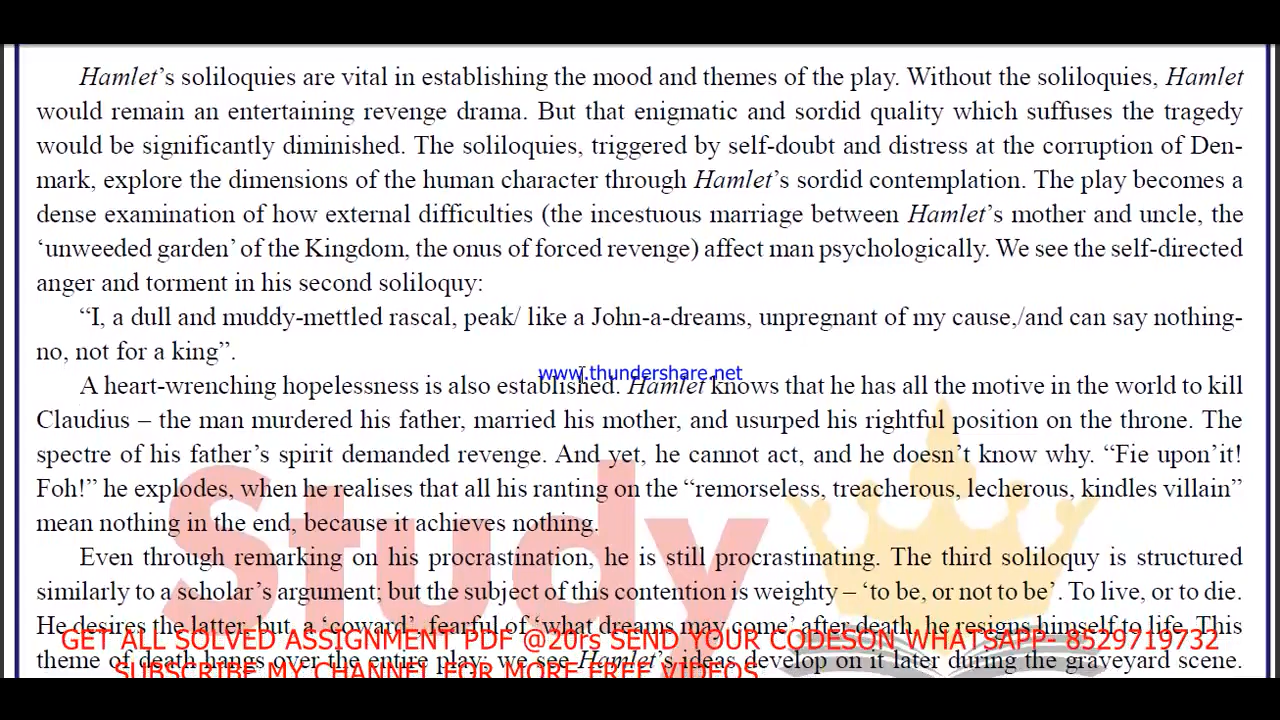 Hamlet's soliloquies are vital in establishing the mood and themes of the play. Without the soliloquies, Hamlet
would remain an entertaining revenge drama. But that enigmatic and sordid quality which suffuses the tragedy
would be significantly diminished. The soliloquies, triggered by self-doubt and distress at the corruption of Den-
mark, explore the dimensions of the human character through Hamlet's sordid contemplation. The play becomes a
dense examination of how external difficulties (the incestuous marriage between Hamlet's mother and uncle, the
‘unweeded garden’ of the Kingdom, the onus of forced revenge) affect man psychologically. We see the self-directed
anger and torment in his second soliloquy:
“I, a dull and muddy-mettled rascal, peak/ like a John-a-dreams, unpregnant of my cause,/and can say nothing-
no, not for a king”.
www.thundershare.net
A heart-wrenching hopelessness is also established. Hamlet knows that he has all the motive in the world to kill
Claudius – the man murdered his father, married his mother, and usurped his rightful position on the throne. The
spectre of his father's spirit demanded revenge. And yet, he cannot act, and he doesn't know why. “Fie upon'it!
Foh!” he explodes, when he realises that all his ranting on the “remorseless, treacherous, lecherous, kindles villain”
mean nothing in the end, because it achieves nothing.
Study
Even through remarking on his procrastination, he is still procrastinating. The third soliloquy is structured
similarly to a scholar's argument; but the subject of this contention is weighty – ‘to be, or not to be’. To live, or to die.
He desires the latter, but, a ‘coward’, fearful of ‘what dreams may come’ after death, he resigns himself to life. This
GET ALL SOLVED ASSIGNMENT PDF @20rs SEND YOUR CODESON WHATSAPP- 8529719732
theme of death hangs over the entire play; we see Hamlet's ideas develop on it later during the graveyard scene.
SUBSCRIBE MY CHANNEL FOR MORE FREE VIDEOS